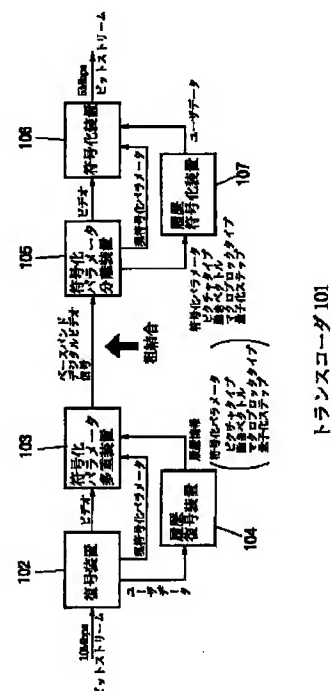 10Mbps
ビットストリーム
102
復号装置
ビデオ
現符号化パラメータ
ユーザデータ
104
履歴
復号装置
履歴情報
103
符号化
パラメータ
多重装置
ベースバンド
デジタルビデオ
信号
粗結合
符号化パラメータ
ピクチャタイプ
動きベクトル
マクロブロックタイプ
量子化ステップ
105
符号化
パラメータ
分離装置
ビデオ
現符号化パラメータ
符号化パラメータ
ピクチャタイプ
動きベクトル
マクロブロックタイプ
量子化ステップ
107
履歴
符号化装置
ユーザデータ
106
符号化装置
5Mbps
ビットストリーム
トランスコーダ101